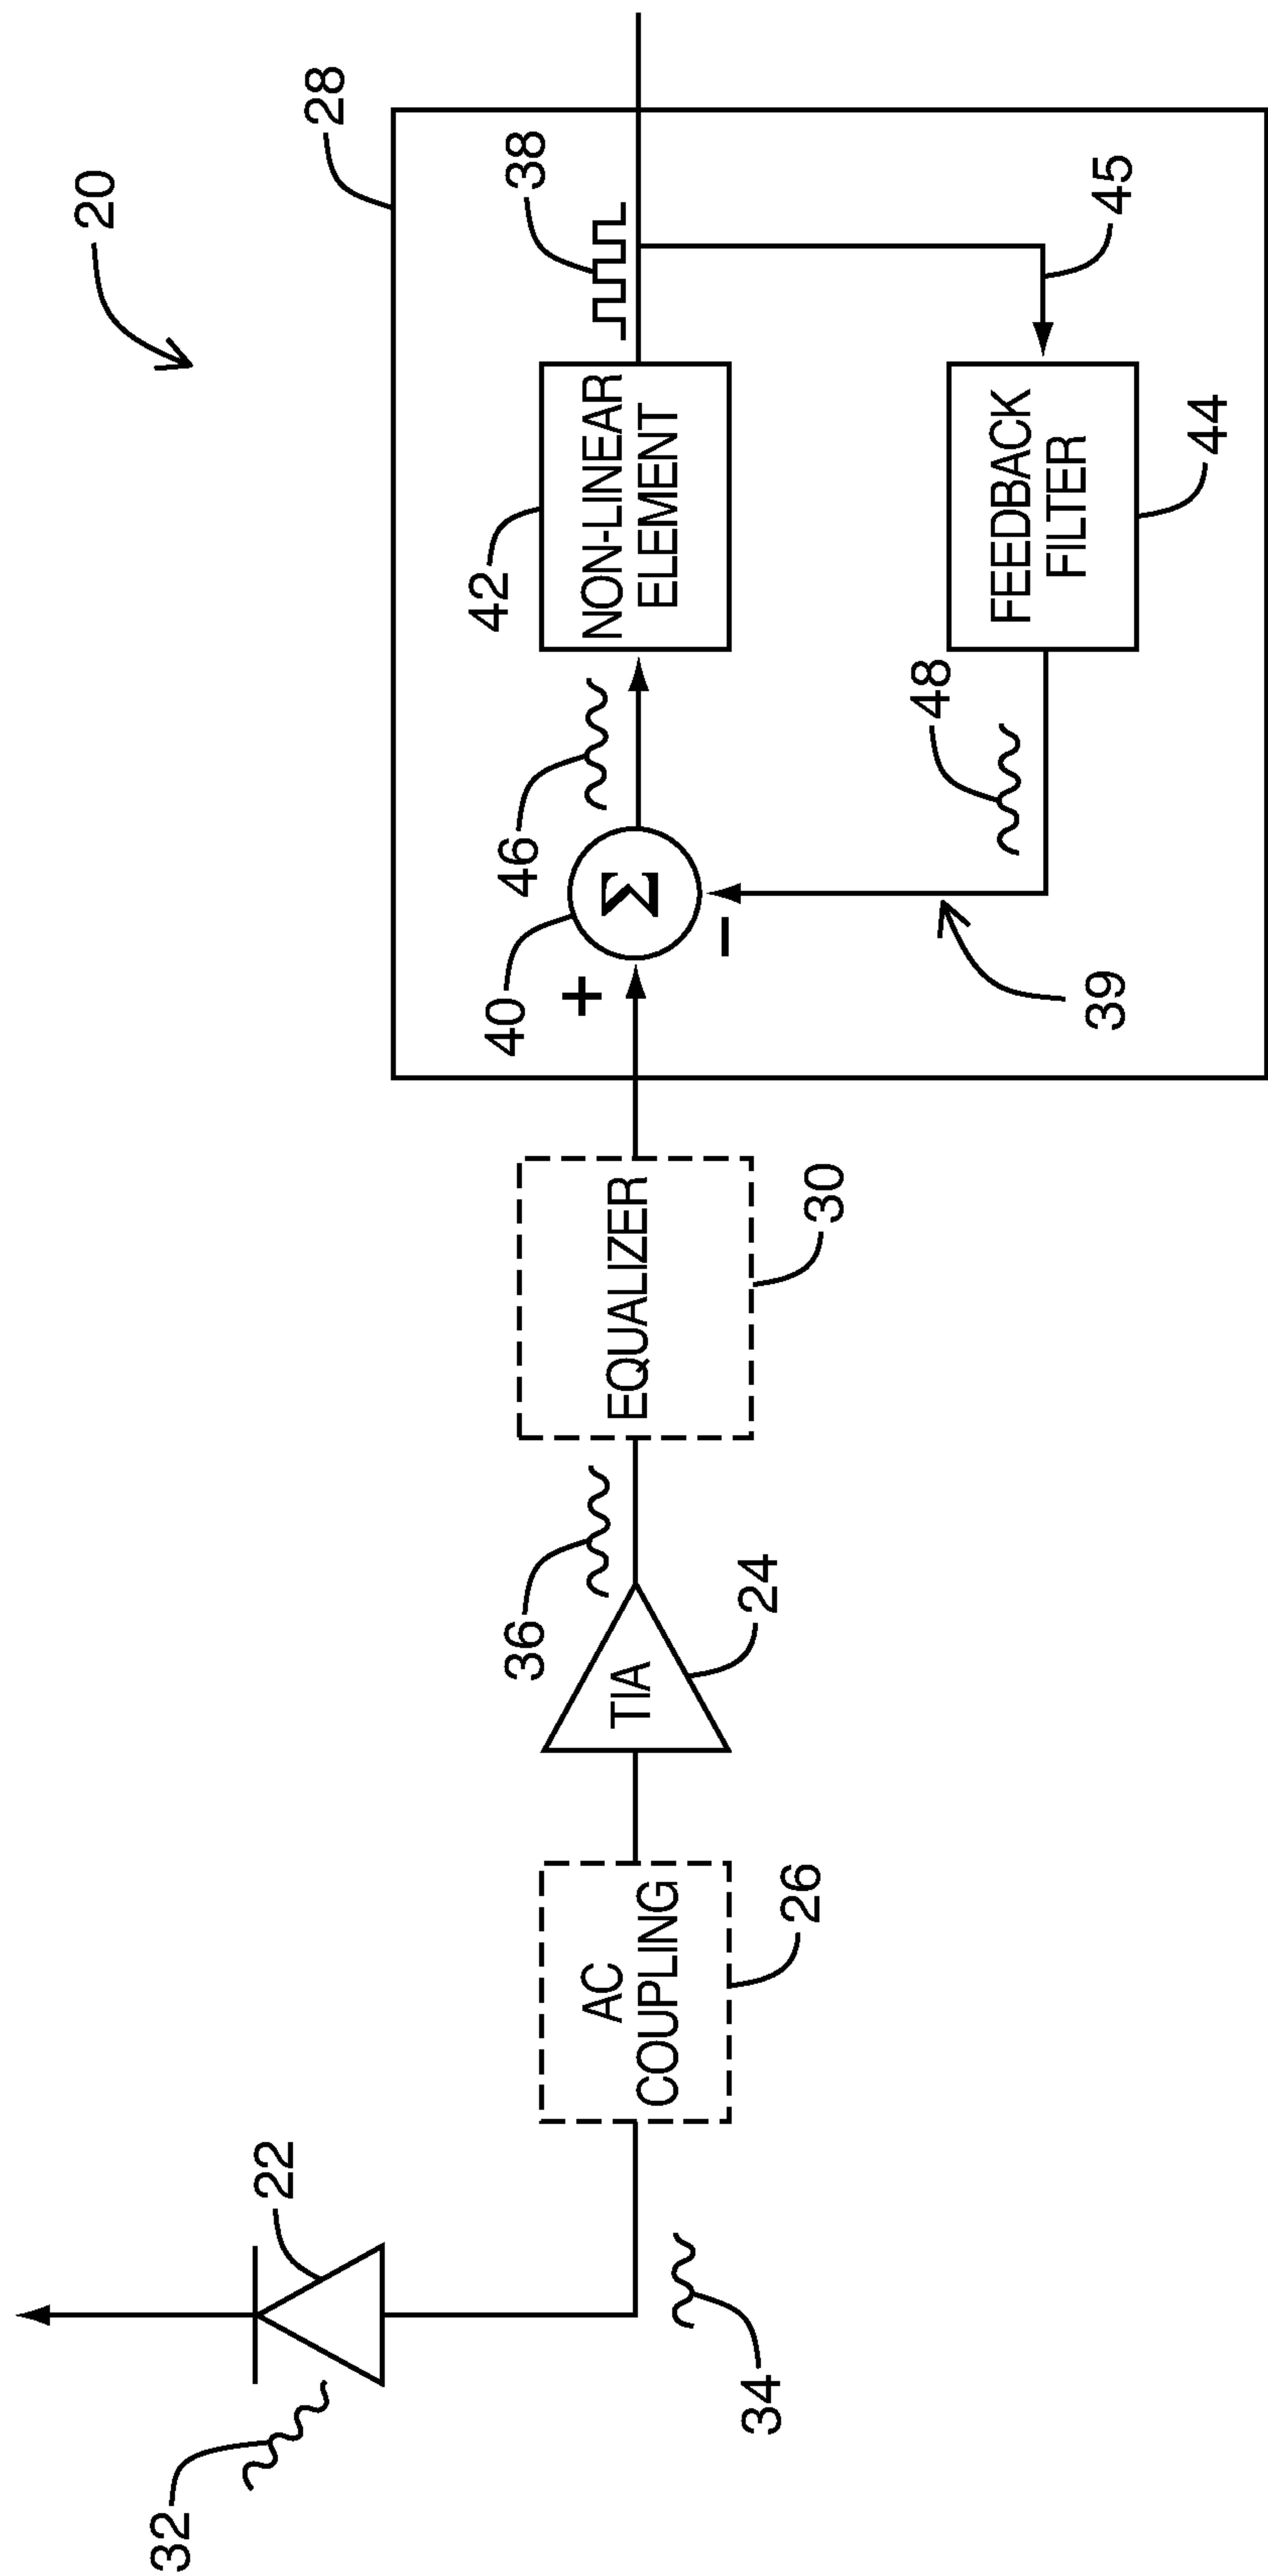 20
28
38
42
NON-LINEAR
ELEMENT
45
FEEDBACK
FILTER
44
48
46
40
Σ
+
−
39
EQUALIZER
30
36
TIA
24
AC
COUPLING
26
22
32
34